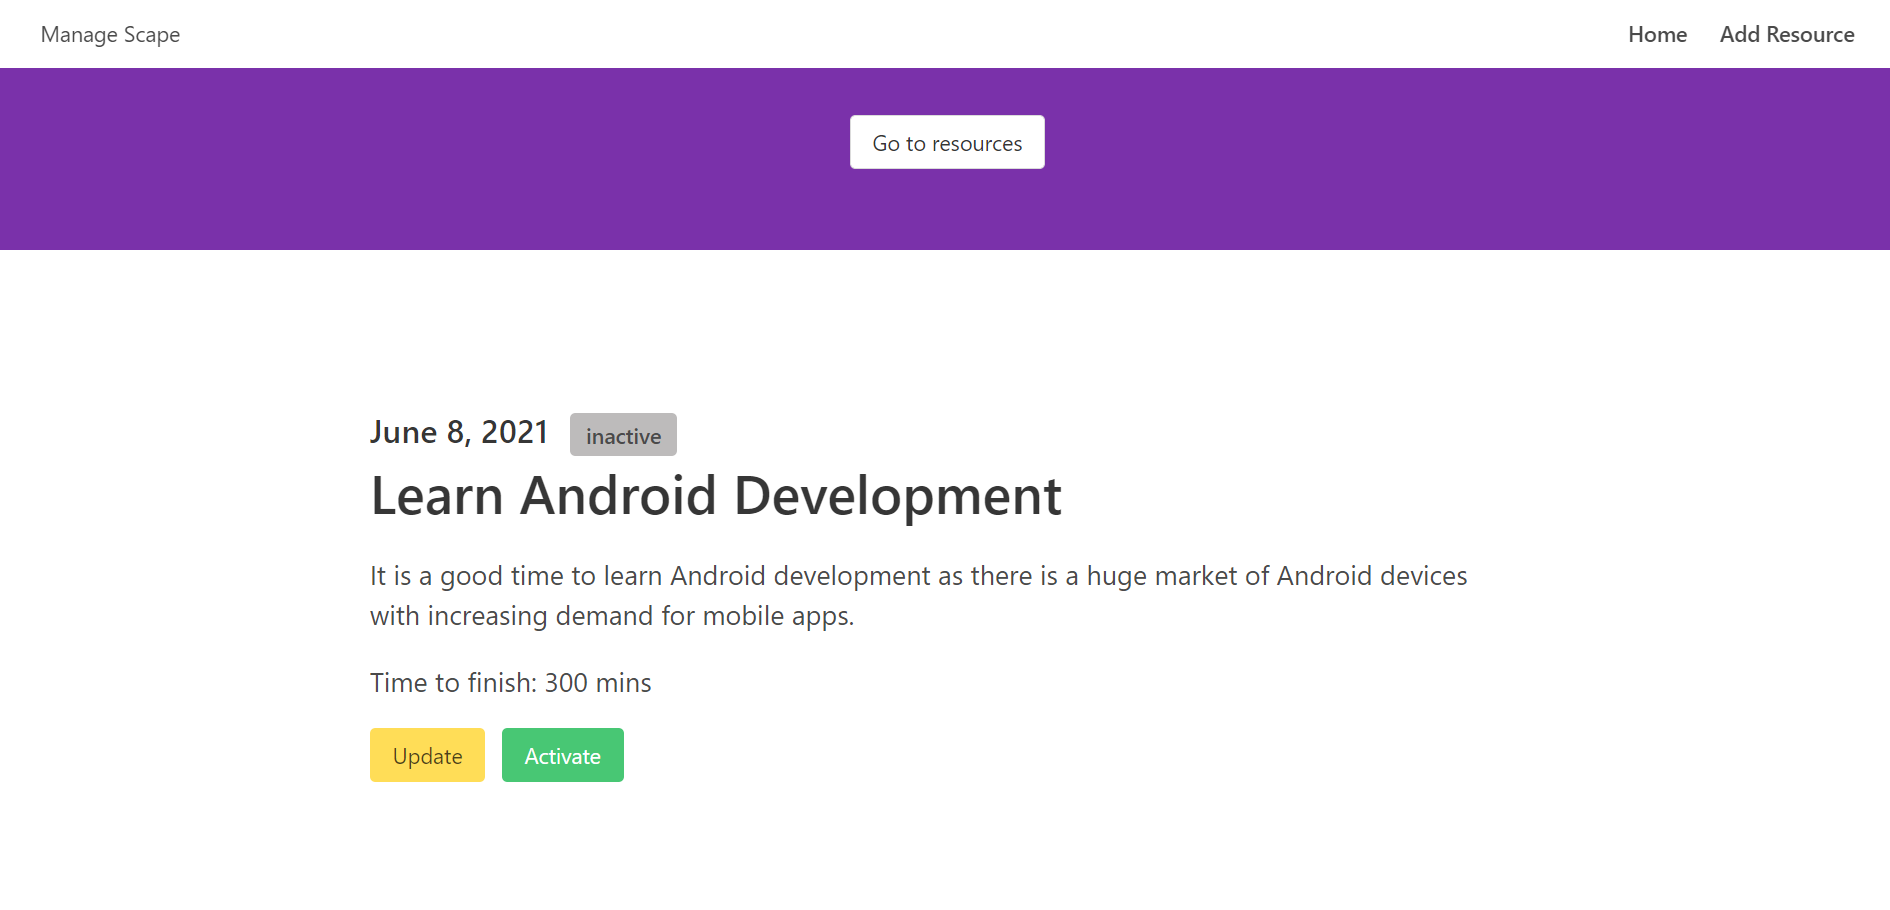 Manage Scape
Home Add Resource
Go to resources
June 8, 2021 inactive
Learn Android Development
It is a good time to learn Android development as there is a huge market of Android devices
with increasing demand for mobile apps.
Time to finish: 300 mins
Update Activate